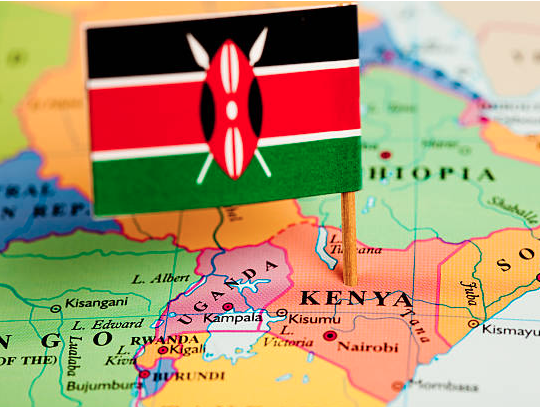 HIOPIA
RAL
N REP.
Shaballe
L.
Turkana
SO
L. Albert
UGANDA
KENYA
Juba
Kisangani
Kampala
Kisumu
Tana
Kismayu
L. Edward
NGO
RWANDA
L.
Victoria
Nairobi
OF THE)
Lualaba
L.
Kivu
Kigali
Bujumbura
BURUNDI
Mombasa